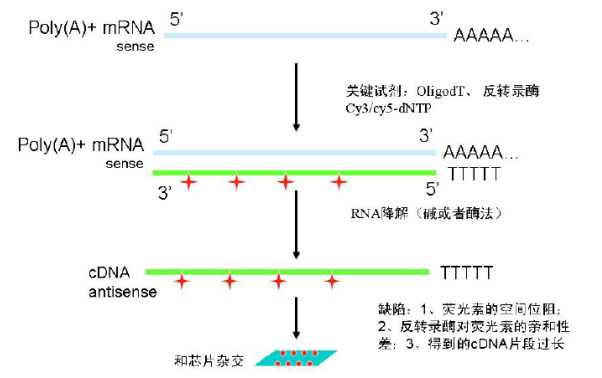 5’ 3’
Poly(A)+ mRNA AAAAA...
sense
关键试剂：OligodT、 反转录酶
Cy3/cy5-dNTP
5’ 3’
Poly(A)+ mRNA AAAAA...
sense TTTTT
3’ 5’
RNA降解（碱或者酶法）
cDNA TTTTT
antisense
缺陷：1、荧光素的空间位阻；
2、反转录酶对荧光素的亲和性
差；3、得到的cDNA片段过长
和芯片杂交